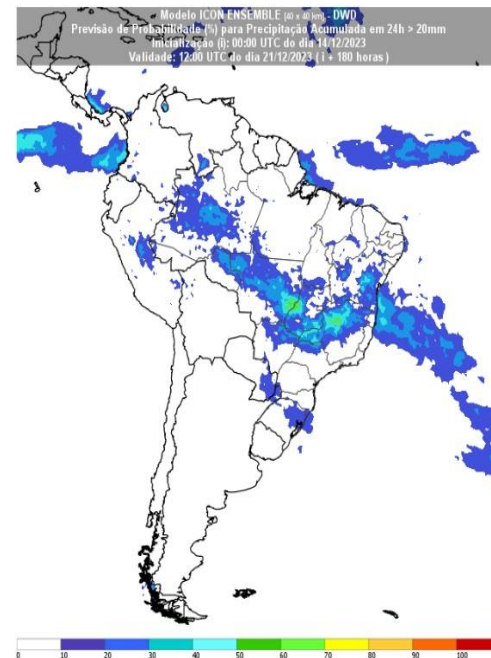 Modelo ICON ENSEMBLE (40 x 40 km) - DWD
Previsão de Probabilidade (%) para Precipitação Acumulada em 24h > 20mm
Inicialização (i): 00:00 UTC do dia 14/12/2023
Validade: 12:00 UTC do dia 21/12/2023 ( i + 180 horas )
0 10 20 30 40 50 60 70 80 90 100